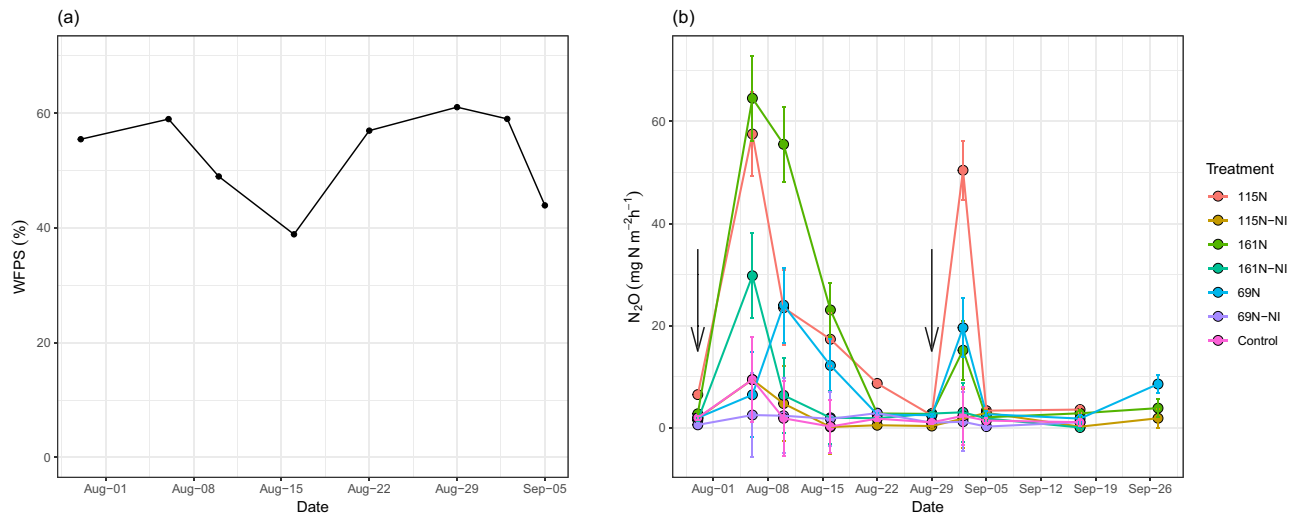 (a)
60
40
20
0
WFPS (%)
Aug−01 Aug−08 Aug−15 Aug−22 Aug−29 Sep−05
Date
(b)
60
40
20
0
N₂O (mg N m⁻²h⁻¹)
Aug−01 Aug−08 Aug−15 Aug−22 Aug−29 Sep−05 Sep−12 Sep−19 Sep−26
Date
Treatment
115N
115N−NI
161N
161N−NI
69N
69N−NI
Control